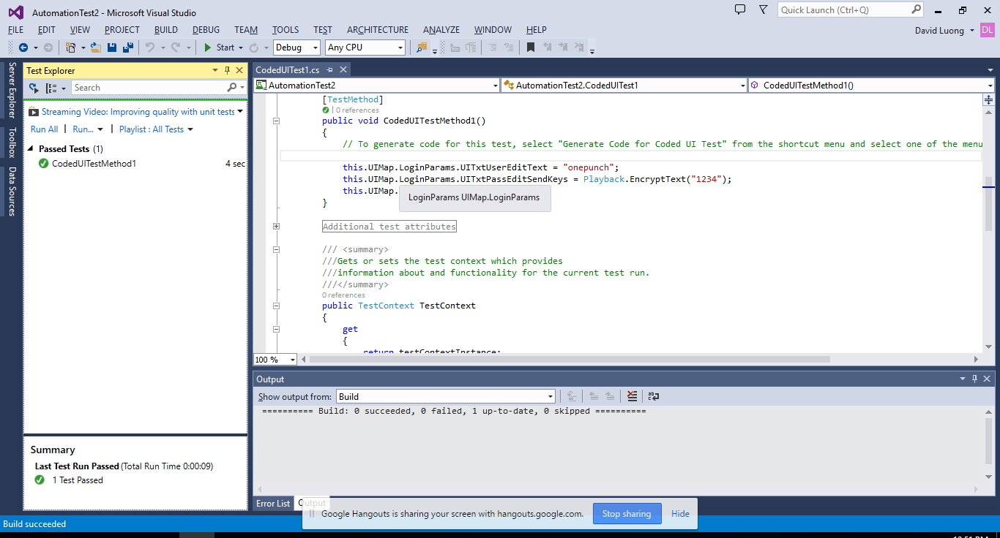 AutomationTest2 - Microsoft Visual Studio
Quick Launch (Ctrl+Q)
FILE EDIT VIEW PROJECT BUILD DEBUG TEAM TOOLS TEST ARCHITECTURE ANALYZE WINDOW HELP
David Luong DL
Start Debug Any CPU
Server Explorer
Toolbox
Data Sources
Test Explorer
Search
Streaming Video: Improving quality with unit tests
Run All | Run... | Playlist : All Tests
Passed Tests (1)
CodedUITestMethod1 4 sec
Summary
Last Test Run Passed (Total Run Time 0:00:09)
1 Test Passed
CodedUITest1.cs
AutomationTest2 AutomationTest2.CodedUITest1 CodedUITestMethod1()
[TestMethod]
| 0 references
public void CodedUITestMethod1()
{
// To generate code for this test, select "Generate Code for Coded UI Test" from the shortcut menu and select one of the menu
this.UIMap.LoginParams.UITxtUserEditText = "onepunch";
this.UIMap.LoginParams.UITxtPassEditSendKeys = Playback.EncryptText("1234");
this.UIMap.
LoginParams UIMap.LoginParams
}
Additional test attributes
/// <summary>
///Gets or sets the test context which provides
///information about and functionality for the current test run.
///</summary>
0 references
public TestContext TestContext
{
get
{
return testContextInstance;
100 %
Output
Show output from: Build
========== Build: 0 succeeded, 0 failed, 1 up-to-date, 0 skipped ==========
Error List Output
Google Hangouts is sharing your screen with hangouts.google.com. Stop sharing Hide
Build succeeded